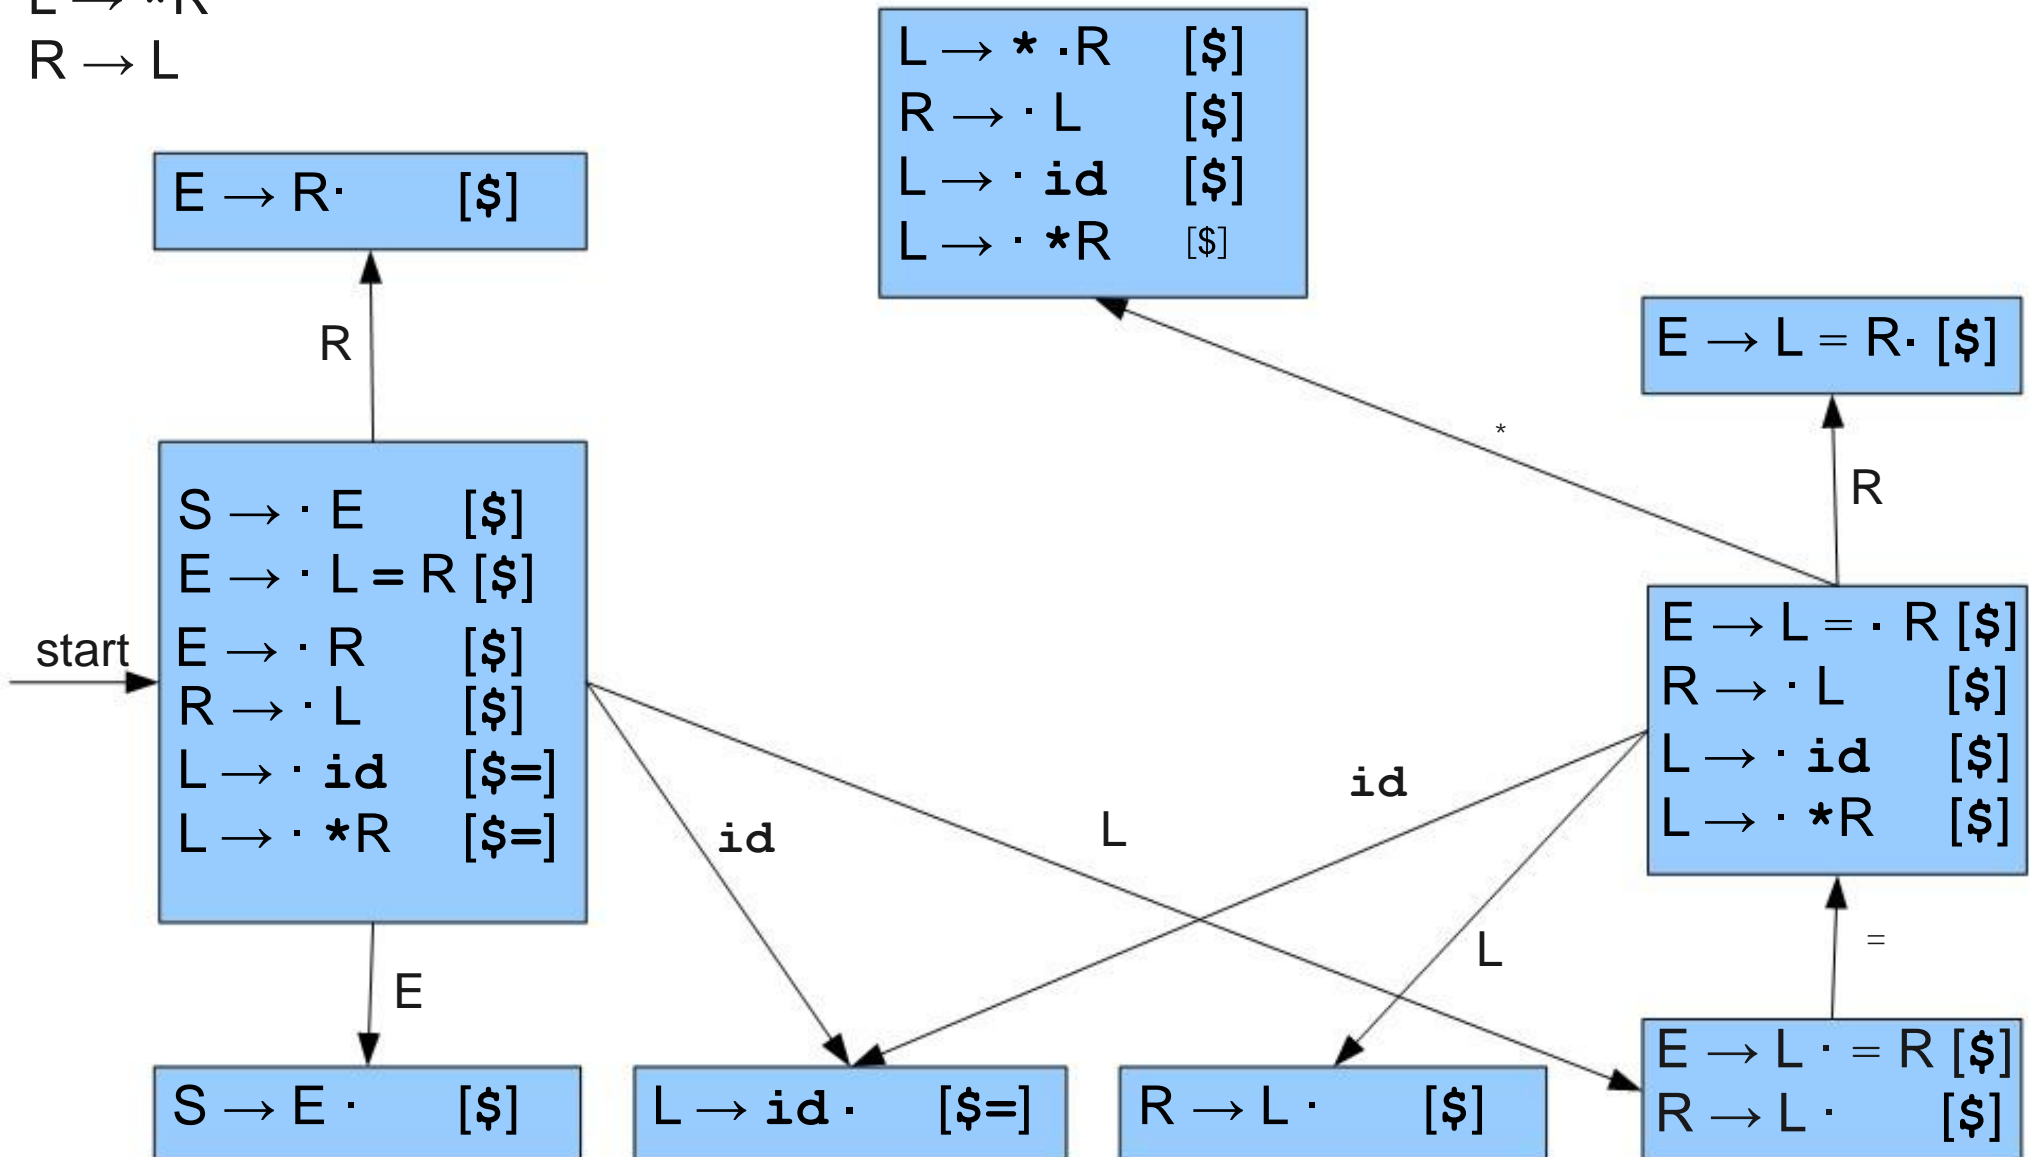 L → *R
R → L
L → * ·R [$]
R → · L [$]
L → · id [$]
L → · *R [$]
E → R· [$]
R
E → L = R· [$]
*
R
S → · E [$]
E → · L = R [$]
E → · R [$]
R → · L [$]
L → · id [$=]
L → · *R [$=]
start
E → L = · R [$]
R → · L [$]
L → · id [$]
L → · *R [$]
id
L
id
L
=
E
S → E · [$]
L → id · [$=]
R → L · [$]
E → L · = R [$]
R → L · [$]